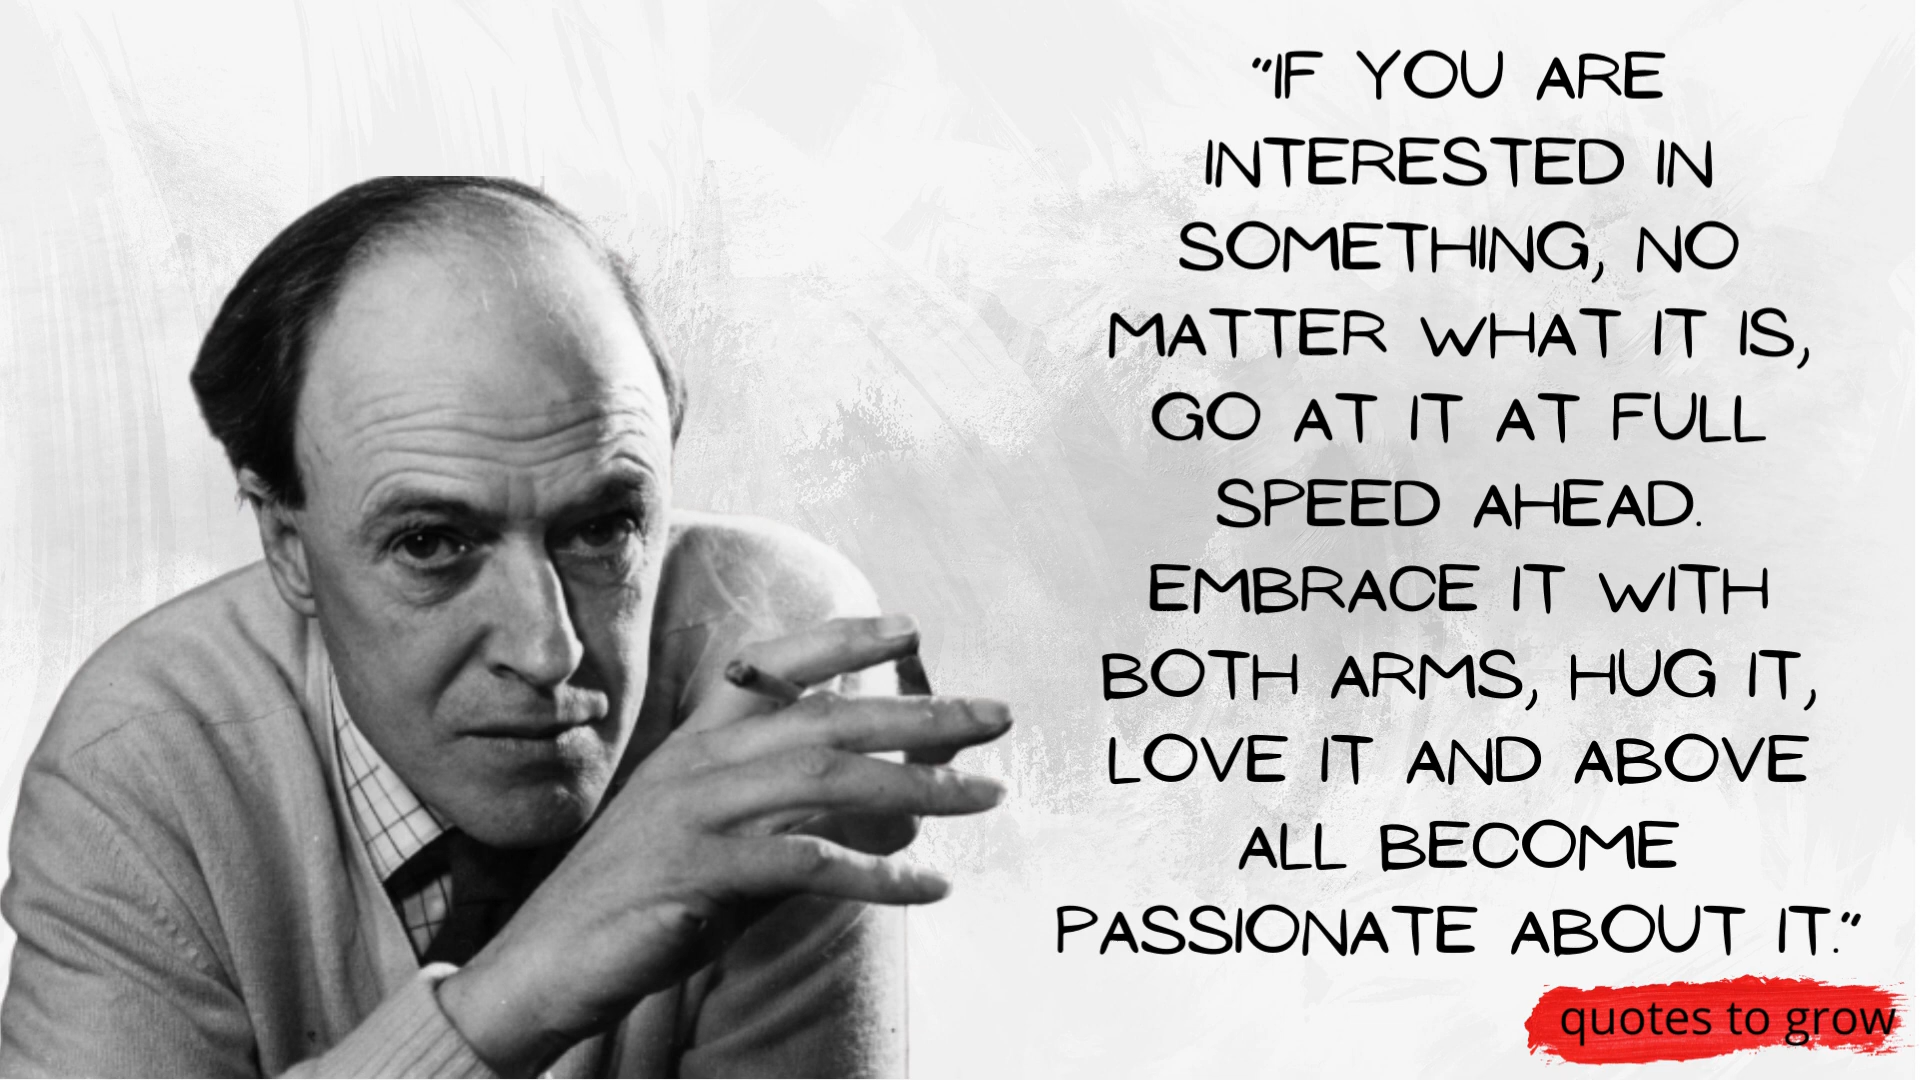 "IF YOU ARE
INTERESTED IN
SOMETHING, NO
MATTER WHAT IT IS,
GO AT IT AT FULL
SPEED AHEAD.
EMBRACE IT WITH
BOTH ARMS, HUG IT,
LOVE IT AND ABOVE
ALL BECOME
PASSIONATE ABOUT IT."
quotes to grow